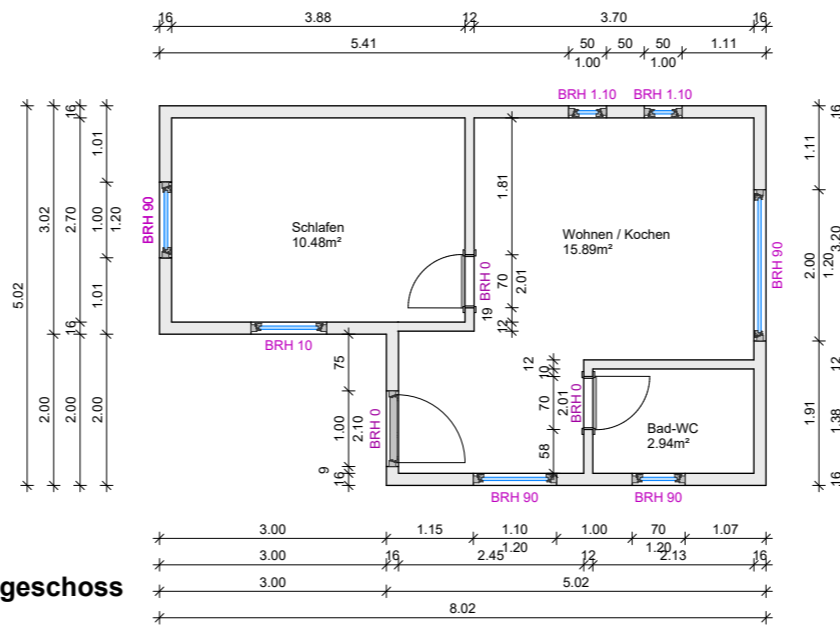 16 3.88 12 3.70 16
5.41 50 50 50 1.11
1.00 1.00
BRH 1.10 BRH 1.10
5.02
3.02 2.00
16 2.70 16 2.00
1.01 1.00 1.01 2.00
1.20
BRH 90
Schlafen
10.48m²
BRH 10
1.81
70
2.01
19
12
BRH 0
Wohnen / Kochen
15.89m²
BRH 90
1.11 2.00 1.91
1.20
16 3.20 12 1.38 16
75
1.00
2.10
9
16
BRH 0
12
10
70
2.01
58
BRH 0
Bad-WC
2.94m²
BRH 90 BRH 90
3.00 1.15 1.10 1.00 70 1.07
1.20 1.20
3.00 16 2.45 12 2.13 16
geschoss 3.00 5.02
8.02